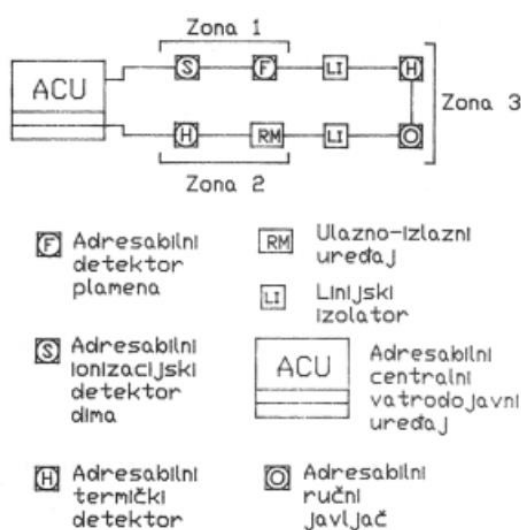 Zona 1
ACU
S
F
LI
H
Zona 3
H
RM
LI
O
Zona 2
F Adresabilni
detektor
plamena
RM Ulazno-izlazni
uređaj
LI Linijski
izolator
S Adresabilni
ionizacijski
detektor
dima
ACU
Adresabilni
centralni
vatrodojavni
uređaj
H Adresabilni
termički
detektor
O Adresabilni
ručni
javljač